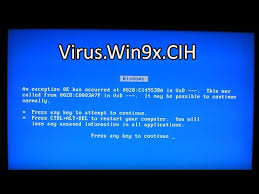 Virus.Win9x.CIH
Windows
An exception 0E has occurred at 0028:C14953DA in VxD ---. This was
called from 0028:C0003A7F in VxD ---. It may be possible to continue
normally.
* Press any key to attempt to continue.
* Press CTRL+ALT+DEL to restart your computer. You will
lose any unsaved information in all applications.
Press any key to continue